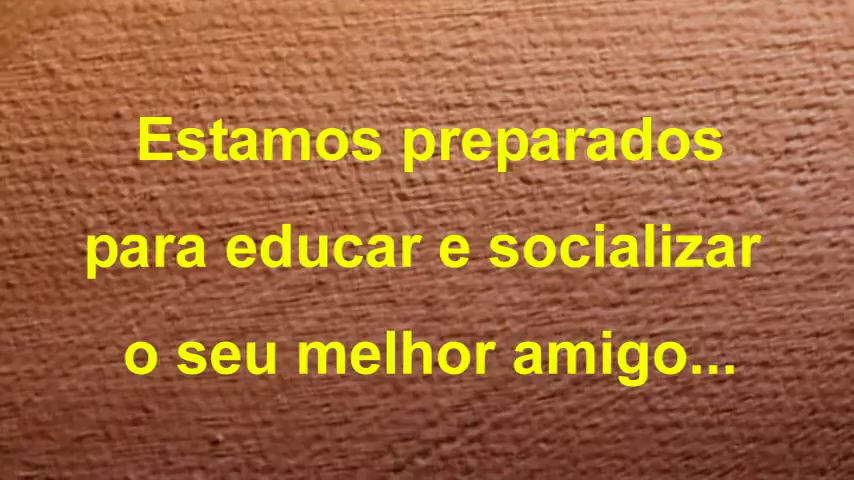 Estamos preparados
para educar e socializar
o seu melhor amigo...